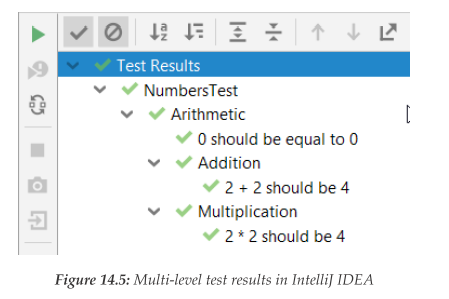 Test Results
NumbersTest
Arithmetic
0 should be equal to 0
Addition
2 + 2 should be 4
Multiplication
2 * 2 should be 4
Figure 14.5: Multi-level test results in IntelliJ IDEA